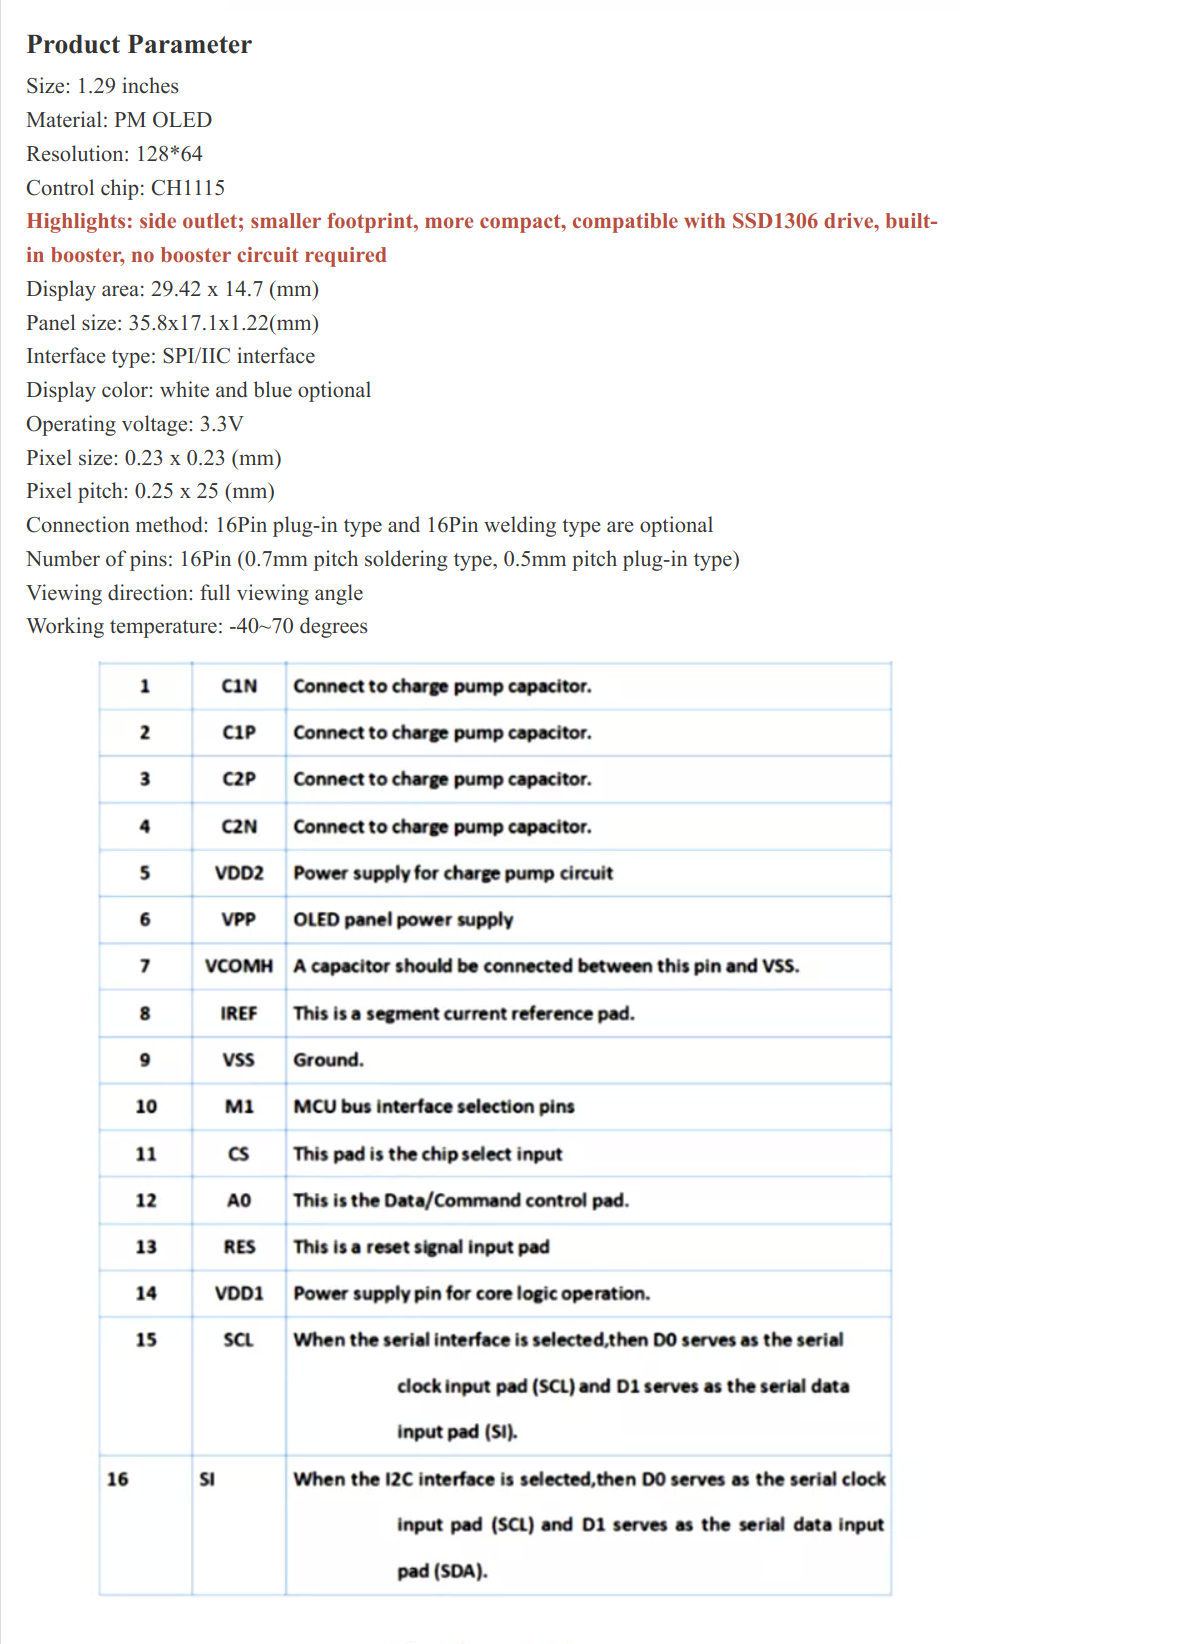 Product Parameter
Size: 1.29 inches
Material: PM OLED
Resolution: 128*64
Control chip: CH1115
Highlights: side outlet; smaller footprint, more compact, compatible with SSD1306 drive, built-
in booster, no booster circuit required
Display area: 29.42 x 14.7 (mm)
Panel size: 35.8x17.1x1.22(mm)
Interface type: SPI/IIC interface
Display color: white and blue optional
Operating voltage: 3.3V
Pixel size: 0.23 x 0.23 (mm)
Pixel pitch: 0.25 x 25 (mm)
Connection method: 16Pin plug-in type and 16Pin welding type are optional
Number of pins: 16Pin (0.7mm pitch soldering type, 0.5mm pitch plug-in type)
Viewing direction: full viewing angle
Working temperature: -40~70 degrees
1 C1N Connect to charge pump capacitor.
2 C1P Connect to charge pump capacitor.
3 C2P Connect to charge pump capacitor.
4 C2N Connect to charge pump capacitor.
5 VDD2 Power supply for charge pump circuit
6 VPP OLED panel power supply
7 VCOMH A capacitor should be connected between this pin and VSS.
8 IREF This is a segment current reference pad.
9 VSS Ground.
10 M1 MCU bus interface selection pins
11 CS This pad is the chip select input
12 A0 This is the Data/Command control pad.
13 RES This is a reset signal input pad
14 VDD1 Power supply pin for core logic operation.
15 SCL When the serial interface is selected,then D0 serves as the serial
clock input pad (SCL) and D1 serves as the serial data
input pad (SI).
16 SI When the I2C interface is selected,then D0 serves as the serial clock
input pad (SCL) and D1 serves as the serial data input
pad (SDA).